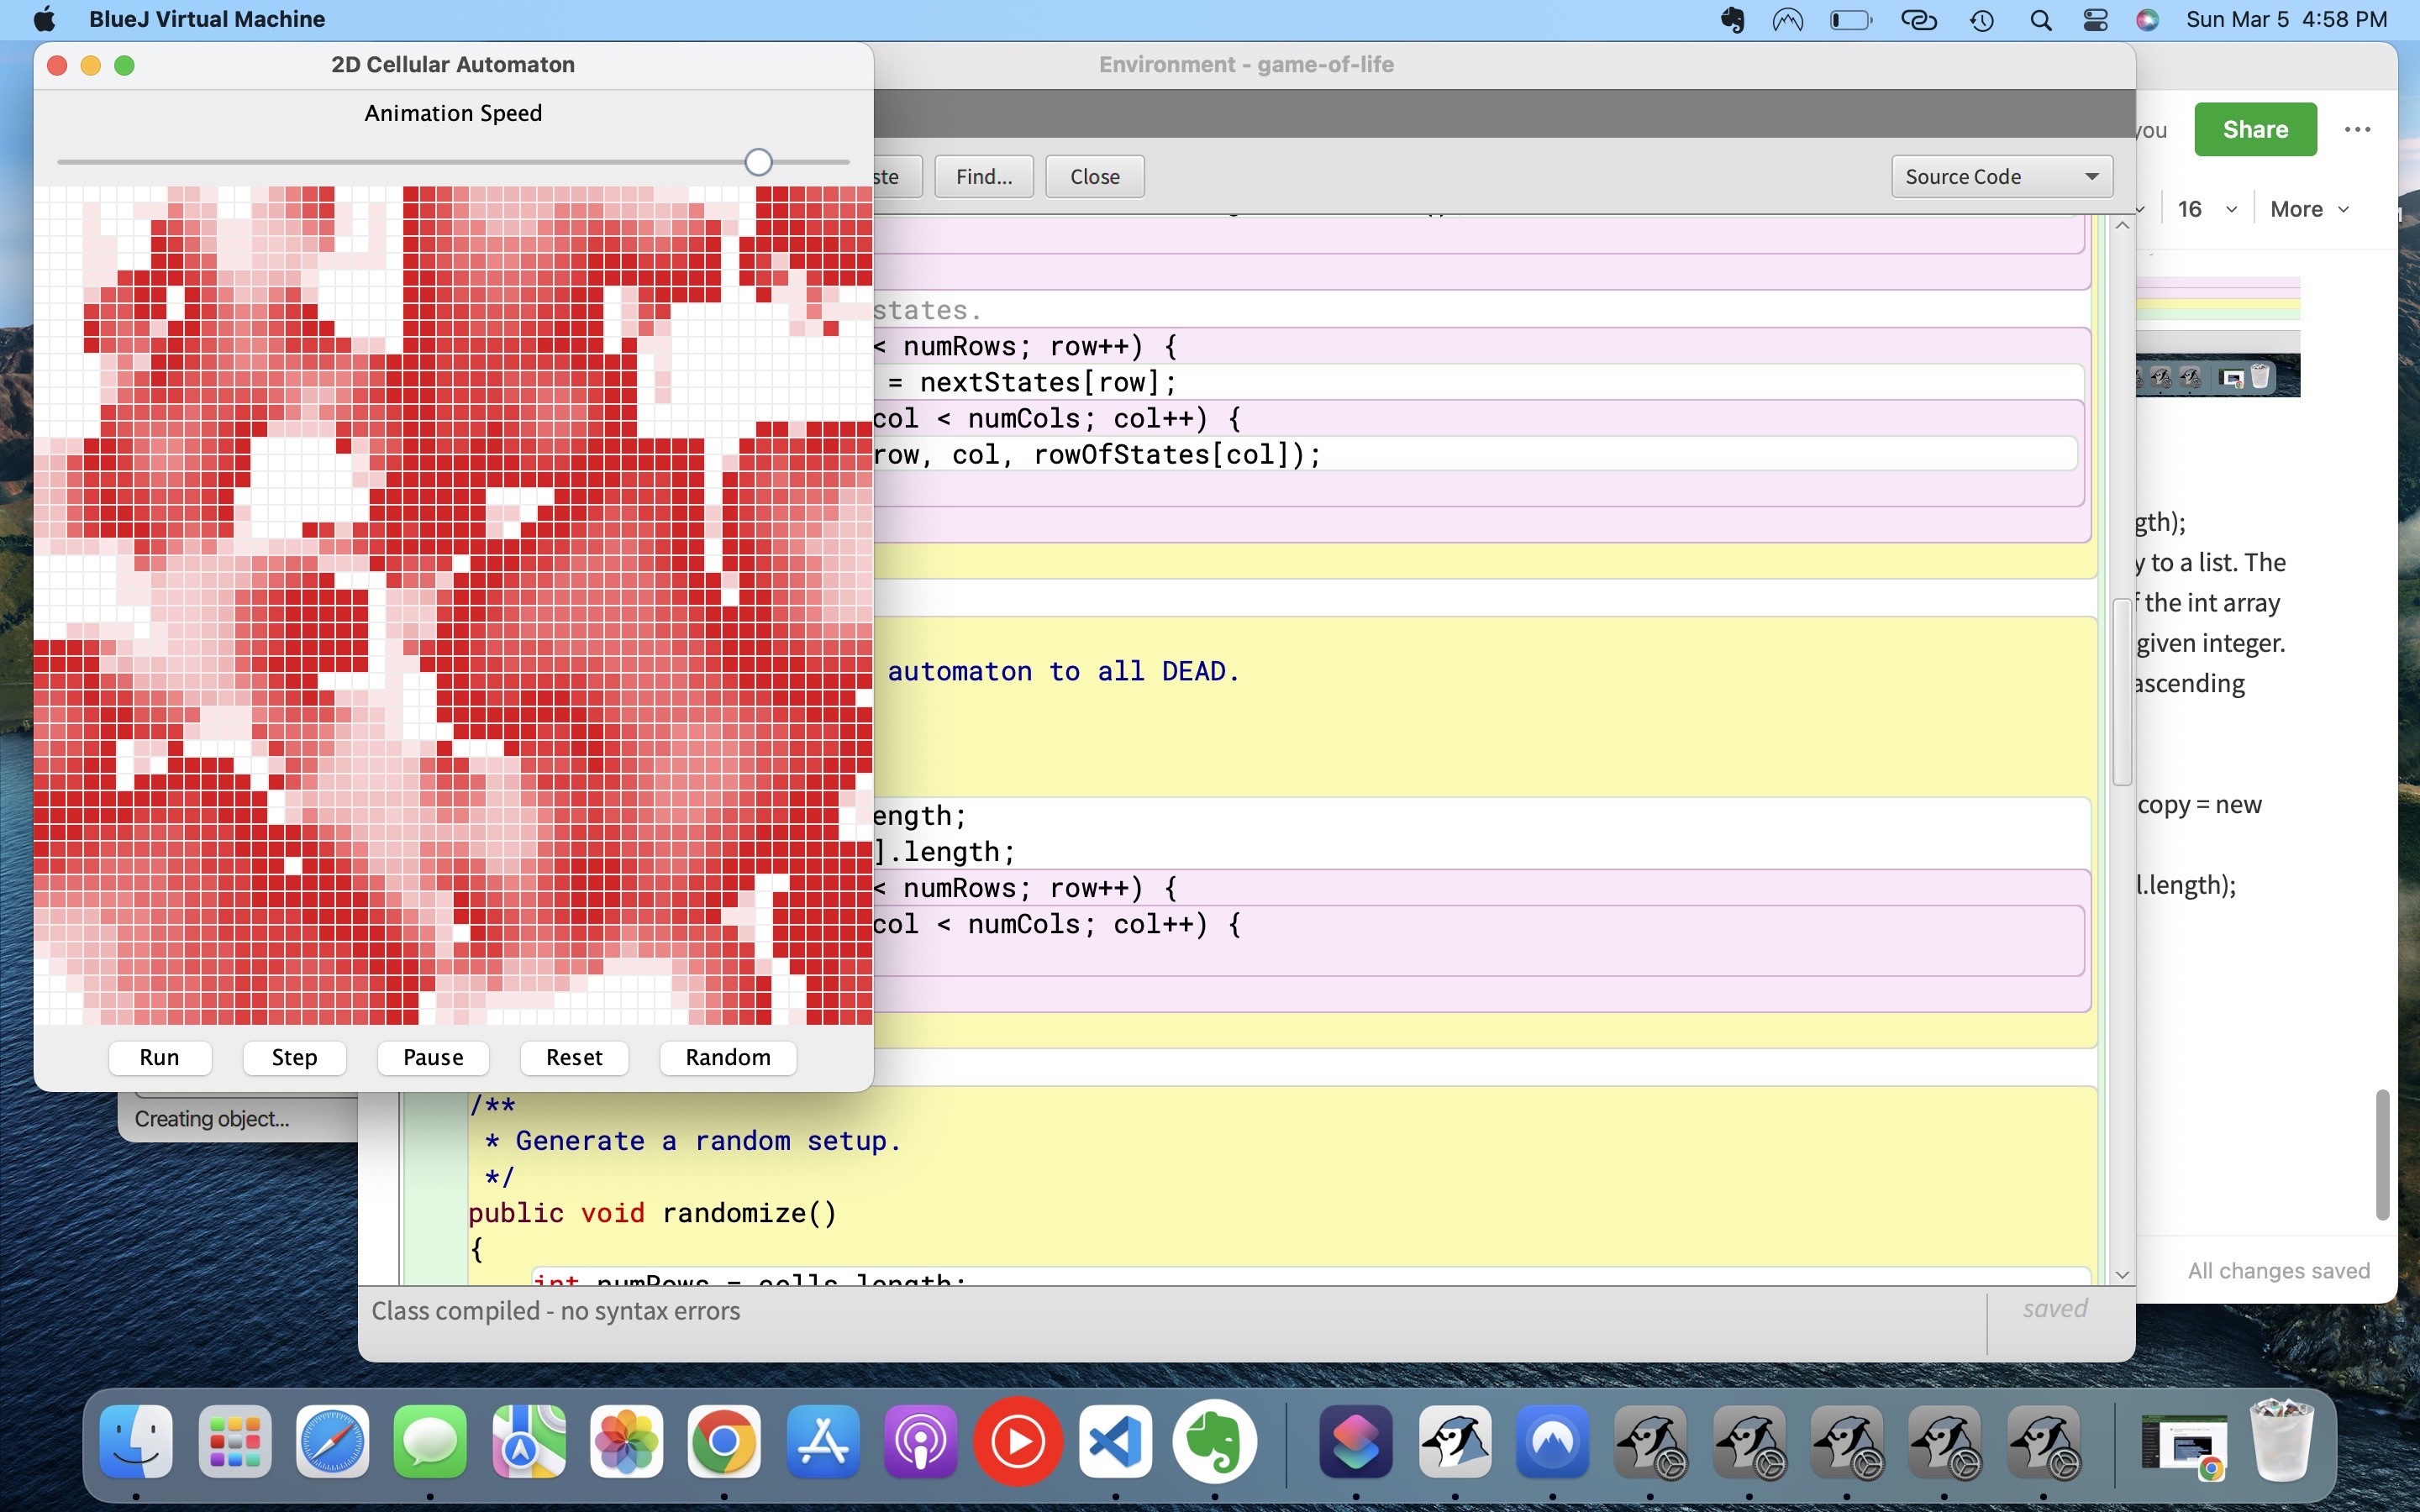 BlueJ Virtual Machine
Sun Mar 5 4:58 PM
2D Cellular Automaton
Animation Speed
Run
Step
Pause
Reset
Random
Creating object...
Environment - game-of-life
ste
Find...
Close
Source Code
states.
< numRows; row++) {
= nextStates[row];
col < numCols; col++) {
row, col, rowOfStates[col]);
automaton to all DEAD.
ength;
].length;
< numRows; row++) {
col < numCols; col++) {
/**
* Generate a random setup.
*/
public void randomize()
{
int numRows = cells.length;
Class compiled - no syntax errors
saved
you
Share
16
More
gth);
y to a list. The
f the int array
given integer.
ascending
copy = new
l.length);
All changes saved